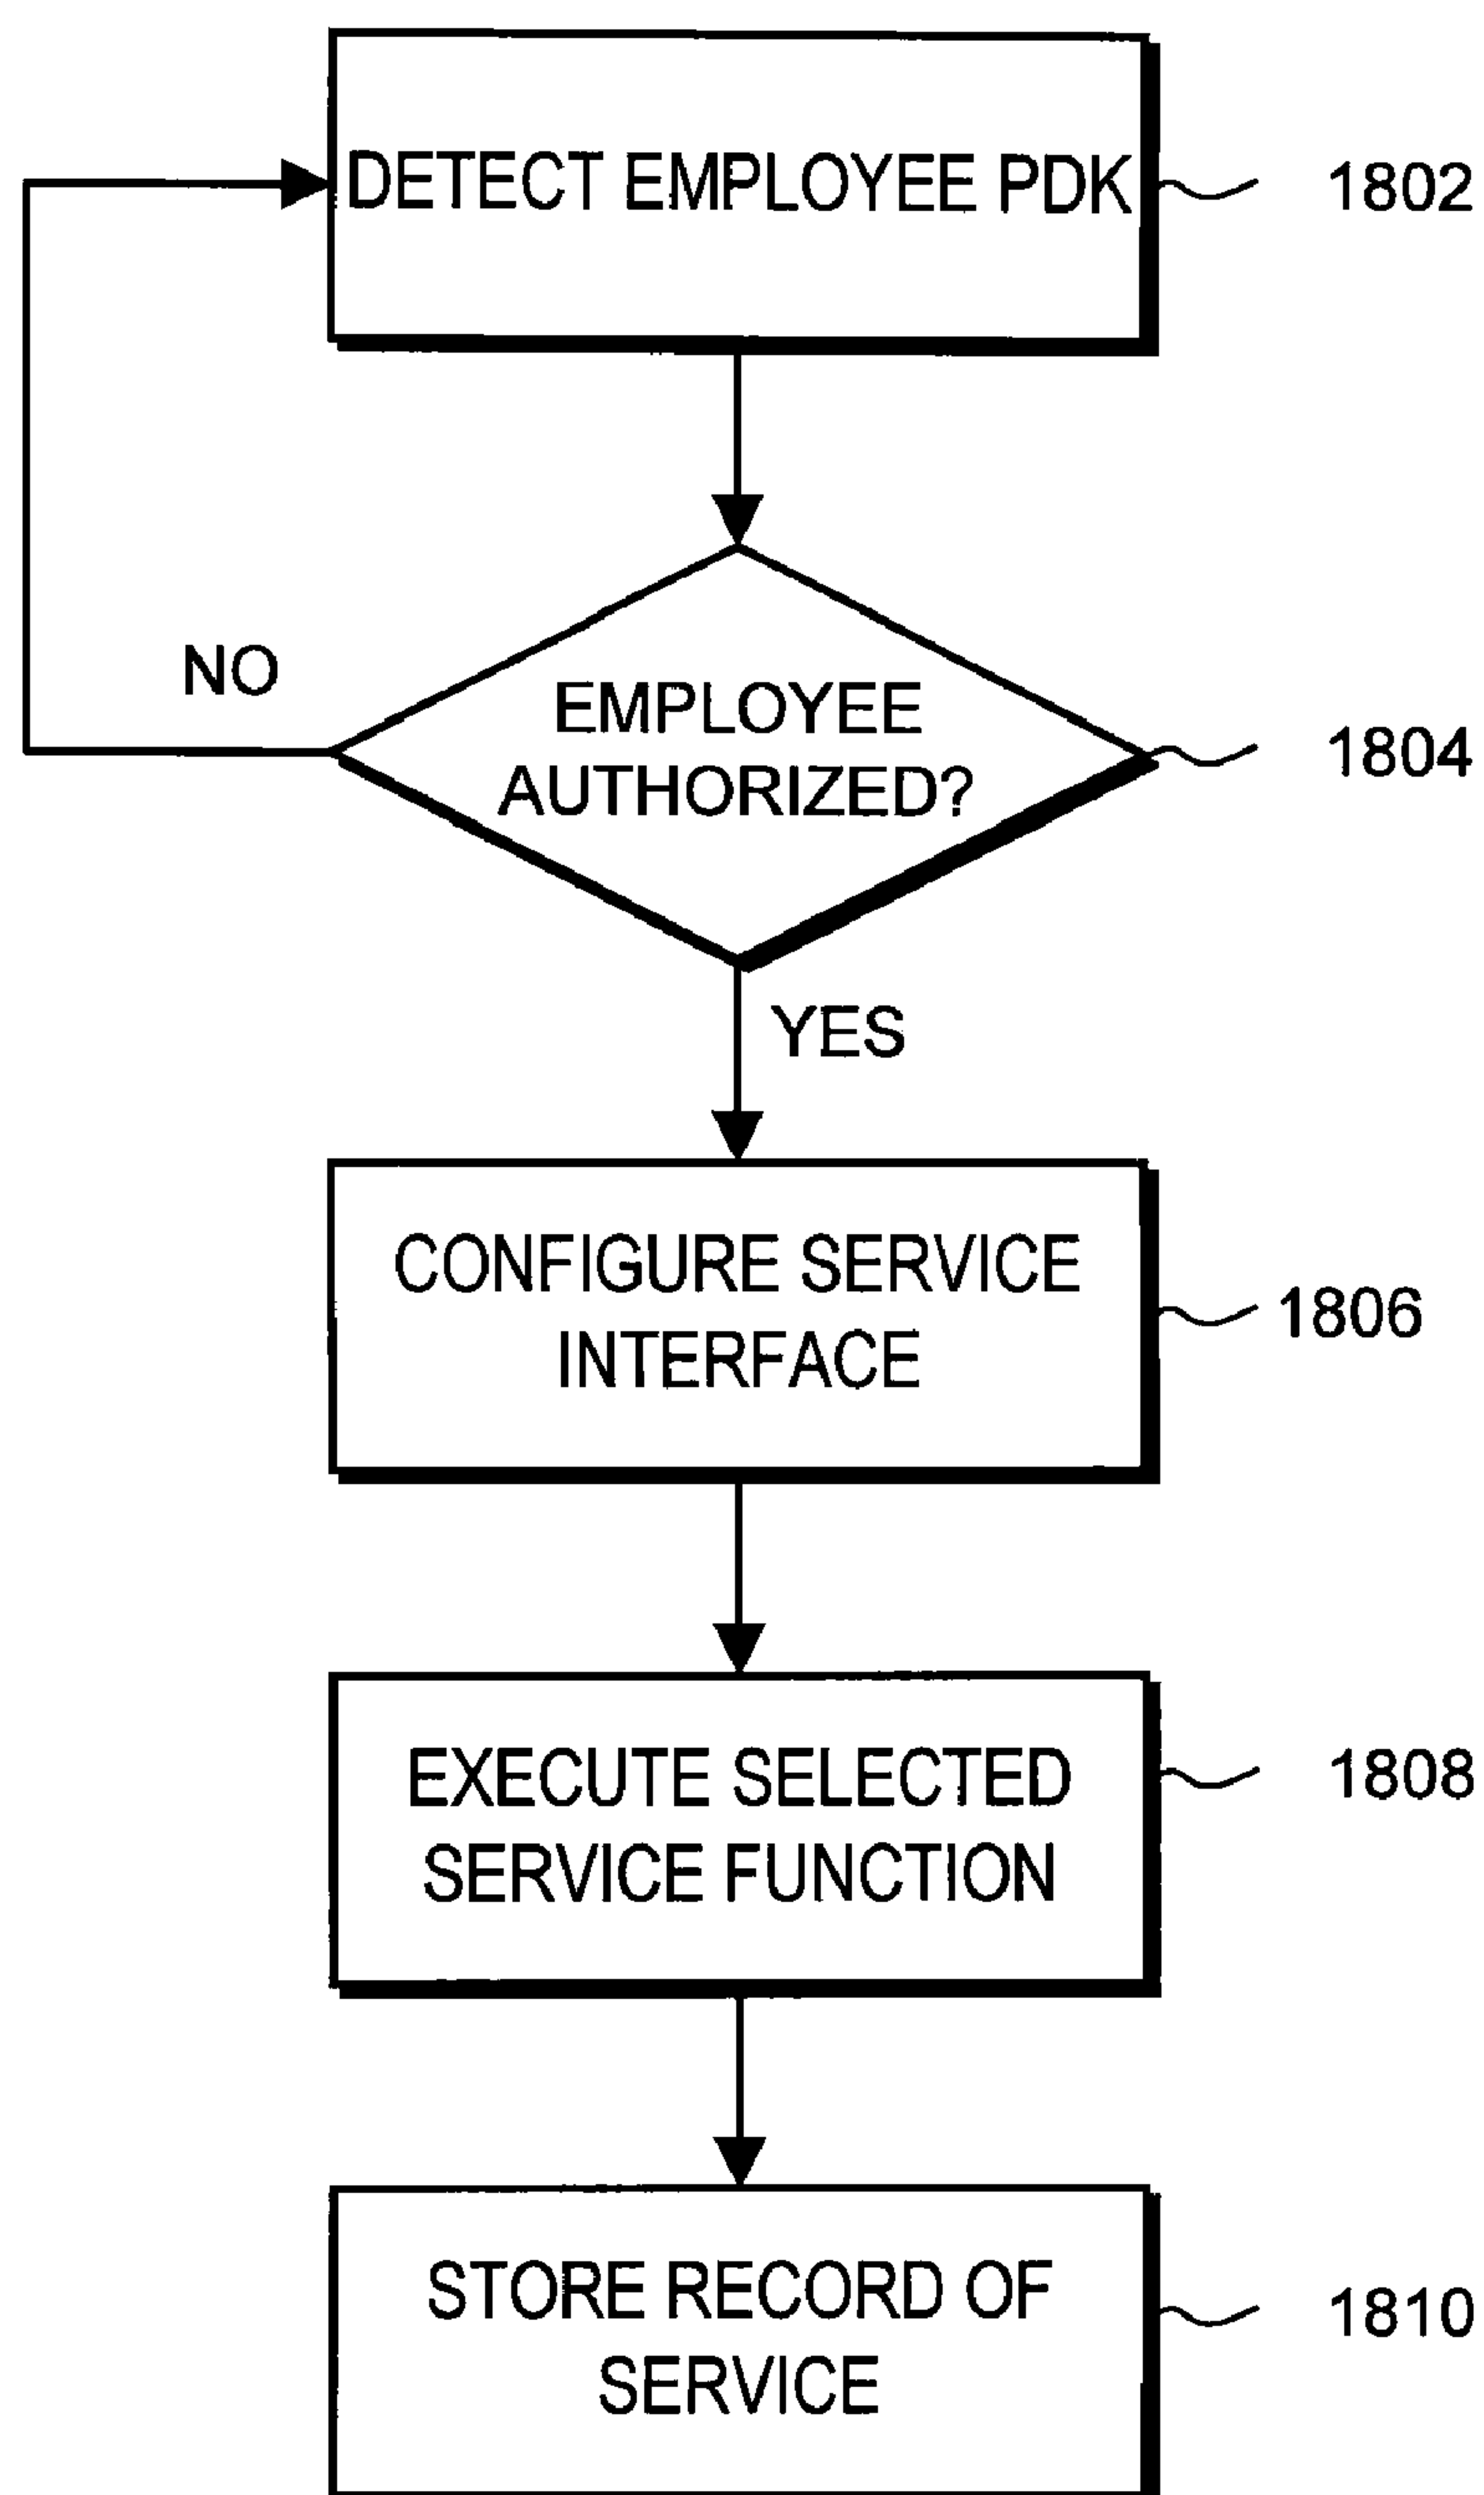 DETECT EMPLOYEE PDK
1802
NO
EMPLOYEE
AUTHORIZED?
1804
YES
CONFIGURE SERVICE
INTERFACE
1806
EXECUTE SELECTED
SERVICE FUNCTION
1808
STORE RECORD OF
SERVICE
1810